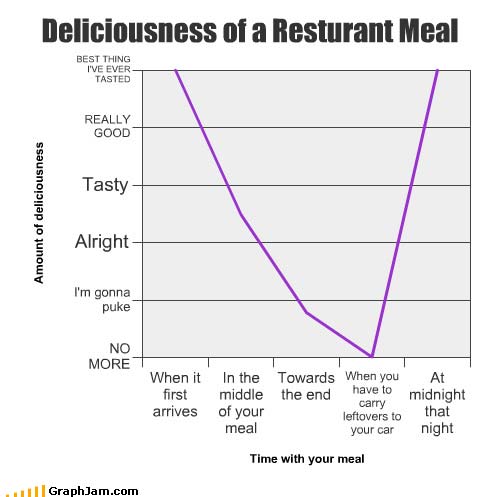 Deliciousness of a Resturant Meal
BEST THING
I'VE EVER
TASTED
REALLY
GOOD
Tasty
Alright
I'm gonna
puke
NO
MORE
Amount of deliciousness
When it
first
arrives
In the
middle
of your
meal
Towards
the end
When you
have to
carry
leftovers to
your car
At
midnight
that
night
Time with your meal
GraphJam.com